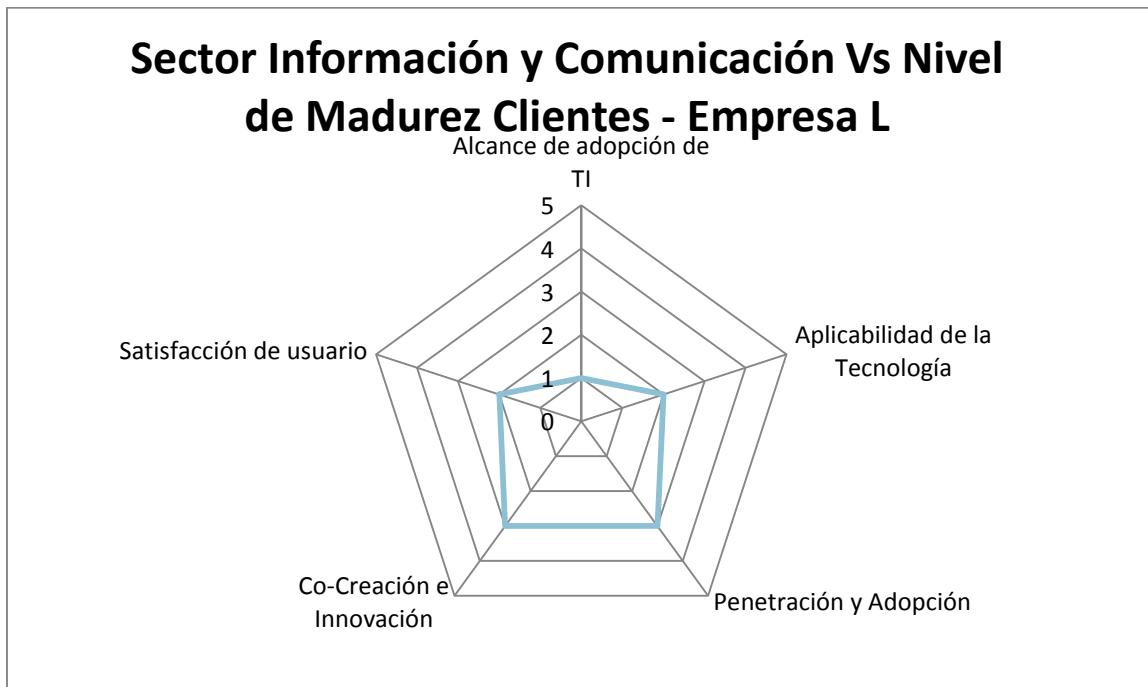 Sector Información y Comunicación Vs Nivel
de Madurez Clientes - Empresa L
Alcance de adopción de
TI
5
4
3
2
1
0
Aplicabilidad de la
Tecnología
Penetración y Adopción
Co-Creación e
Innovación
Satisfacción de usuario